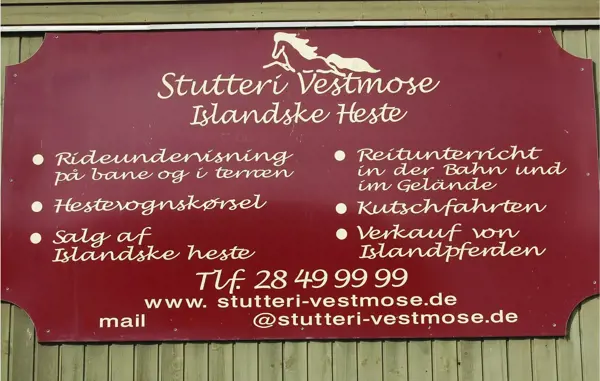 Stutteri Vestmose
Islandske Heste
Rideundervisning
på bane og i terræn
Hestevognskørsel
Salg af
Islandske heste
Reitunterricht
in der Bahn und
im Gelände
Kutschfahrten
Verkauf von
Islandpferden
Tlf. 28 49 99 99
www. stutteri-vestmose.de
mail @stutteri-vestmose.de